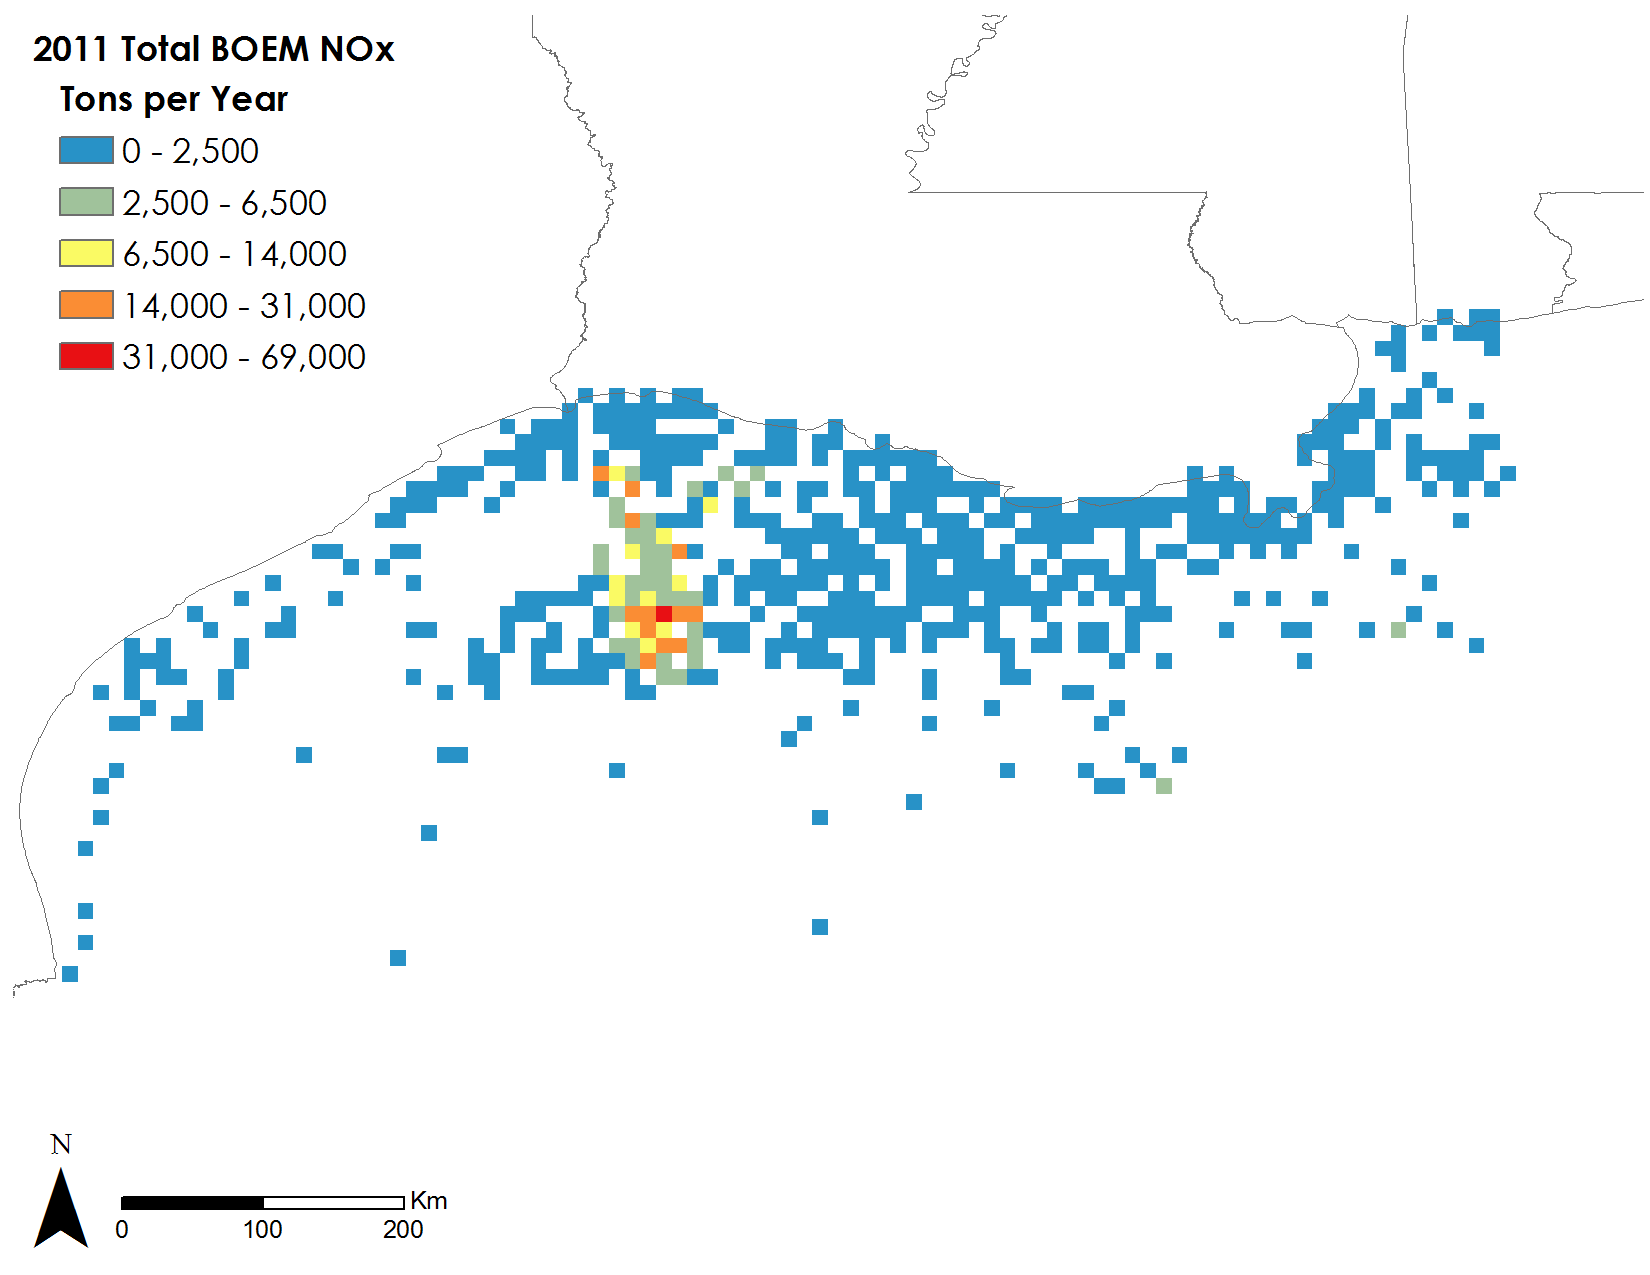 2011 Total BOEM NOx
Tons per Year
0 - 2,500
2,500 - 6,500
6,500 - 14,000
14,000 - 31,000
31,000 - 69,000
N
Km
0 100 200